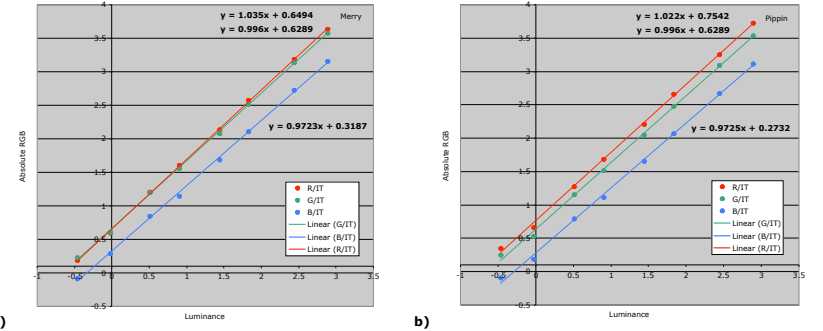 y = 1.035x + 0.6494
y = 0.996x + 0.6289
Merry
4
3.5
3
2.5
2
1.5
1
0.5
0
-0.5
y = 0.9723x + 0.3187
Absolute RGB
R/IT
G/IT
B/IT
Linear (G/IT)
Linear (B/IT)
Linear (R/IT)
-1 -0.5 0 0.5 1 1.5 2 2.5 3 3.5
Luminance
)
y = 1.022x + 0.7542
y = 0.996x + 0.6289
Pippin
4
3.5
3
2.5
2
1.5
1
0.5
0
-0.5
y = 0.9725x + 0.2732
Absolute RGB
R/IT
G/IT
B/IT
Linear (G/IT)
Linear (B/IT)
Linear (R/IT)
-1 -0.5 0 0.5 1 1.5 2 2.5 3 3.5
Luminance
b)